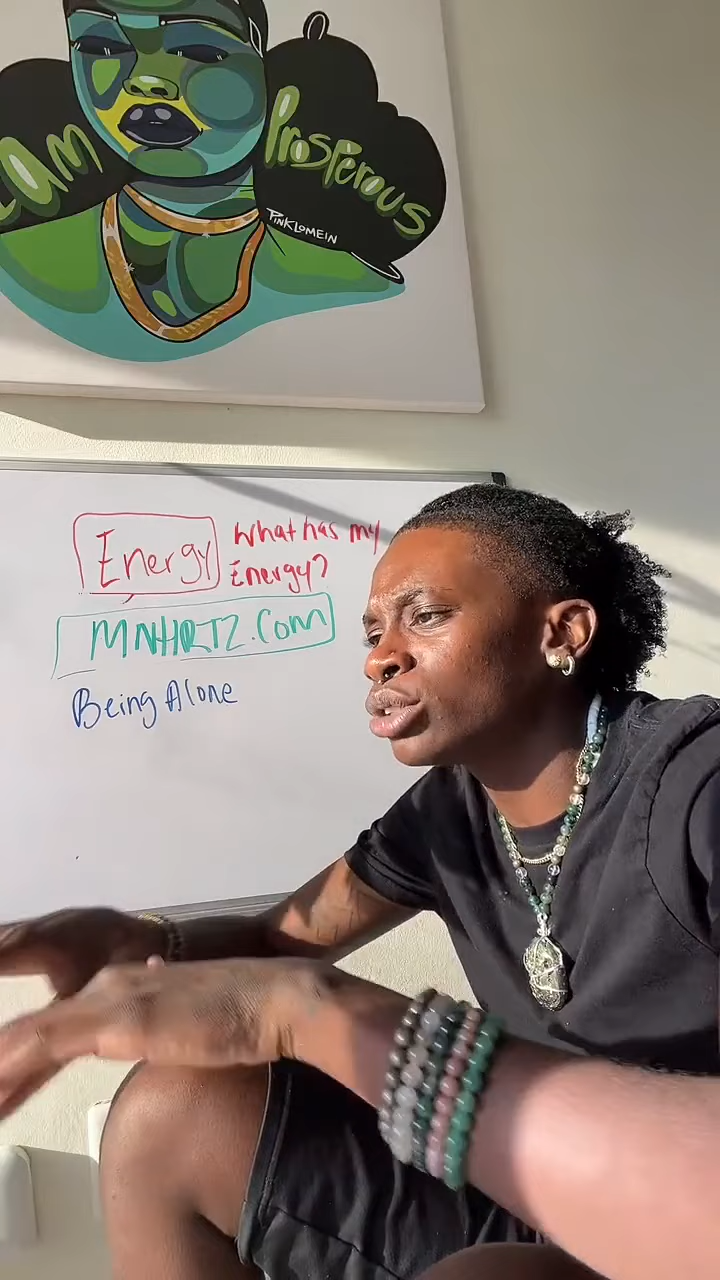 I am
Prosperous
PINKLOMEIN
Energy
What has my
Energy?
MNHRTZ.Com
Being Alone